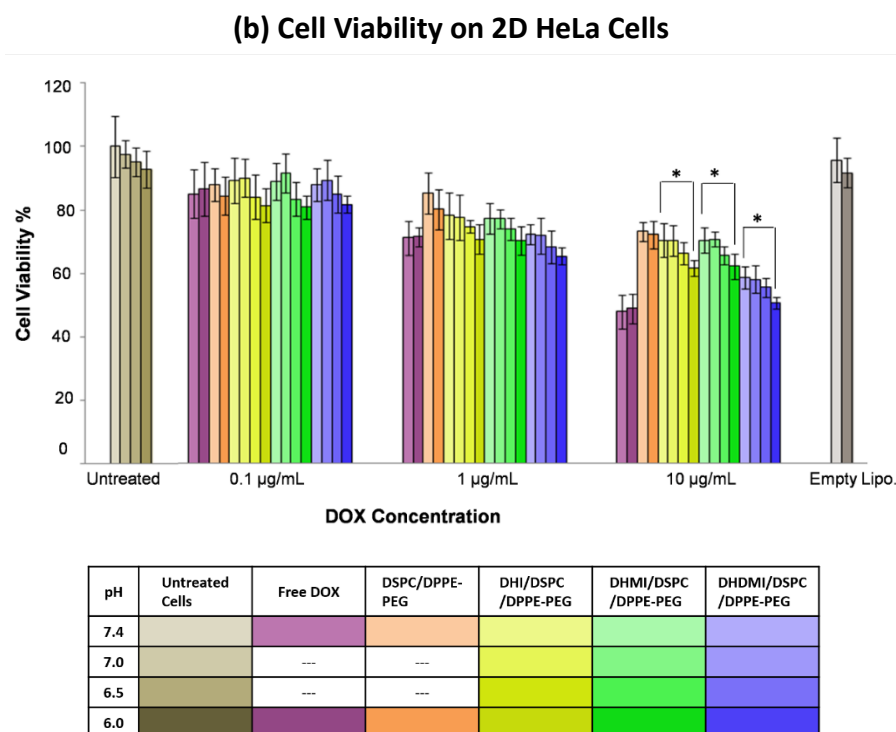 (b) Cell Viability on 2D HeLa Cells
120
100
80
60
40
20
0
Cell Viability %
* *
*
Untreated 0.1 µg/mL 1 µg/mL 10 µg/mL Empty Lipo.
DOX Concentration
pH Untreated Cells Free DOX DSPC/DPPE-PEG DHI/DSPC /DPPE-PEG DHMI/DSPC /DPPE-PEG DHDMI/DSPC /DPPE-PEG
7.4
7.0 --- ---
6.5 --- ---
6.0